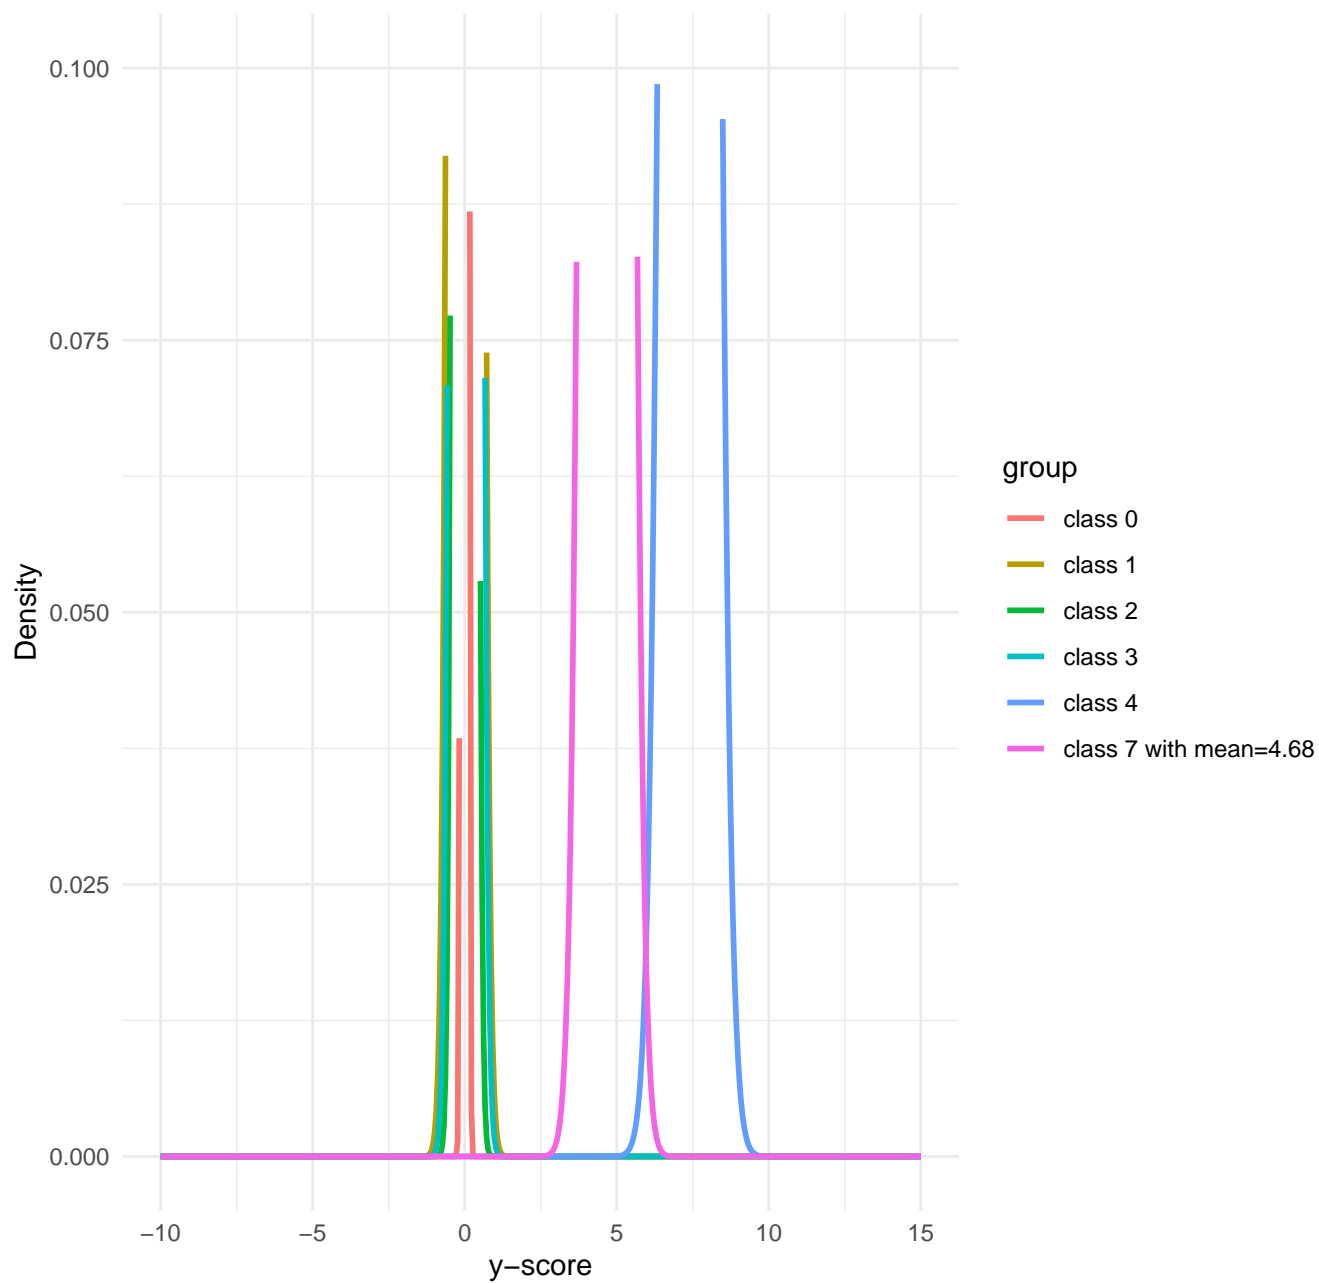 0.100
0.075
0.050
0.025
0.000
Density
−10
−5
0
5
10
15
y−score
group
class 0
class 1
class 2
class 3
class 4
class 7 with mean=4.68